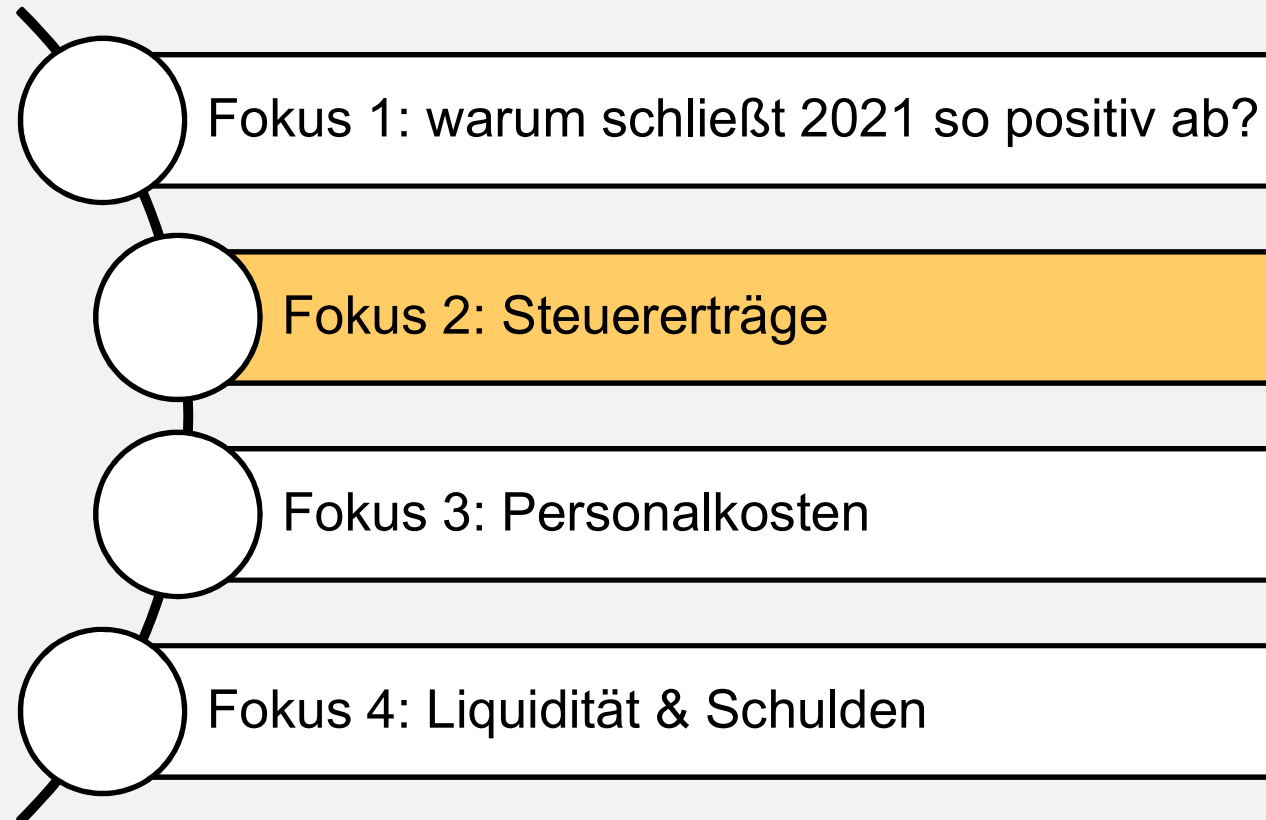 Fokus 1: warum schließt 2021 so positiv ab?
Fokus 2: Steuererträge
Fokus 3: Personalkosten
Fokus 4: Liquidität & Schulden